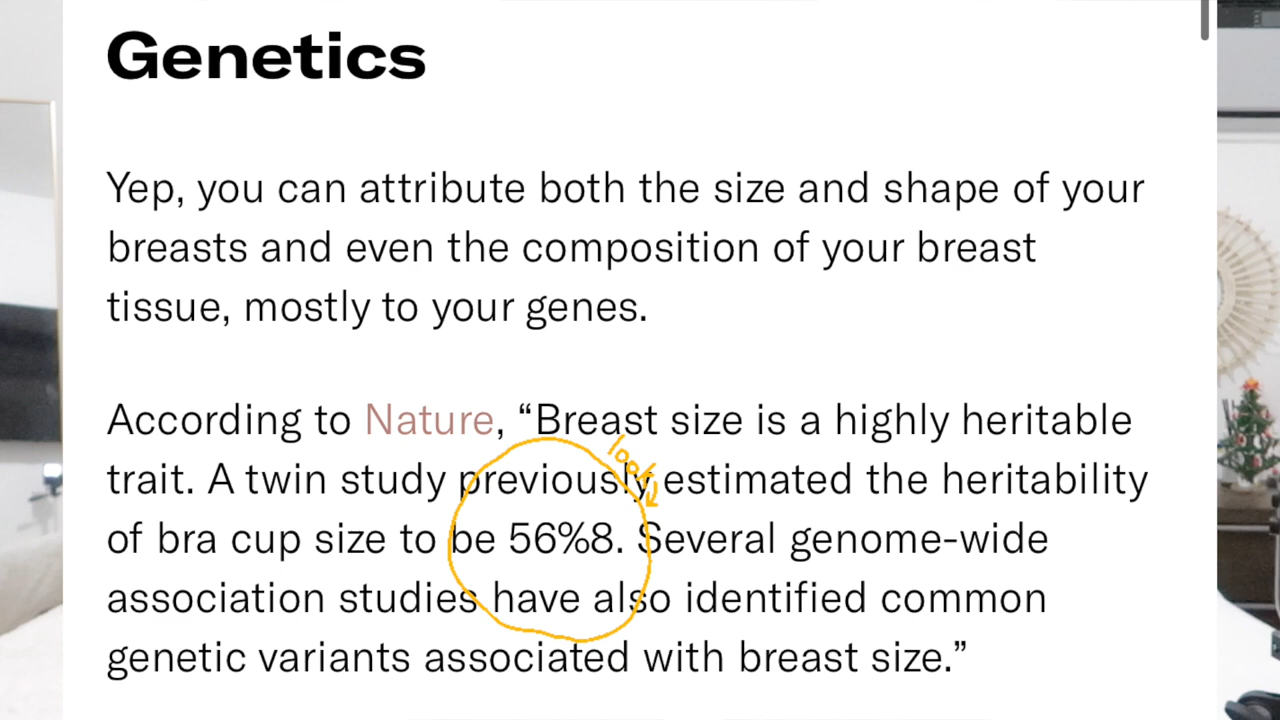 Genetics
Yep, you can attribute both the size and shape of your
breasts and even the composition of your breast
tissue, mostly to your genes.
According to Nature, “Breast size is a highly heritable
trait. A twin study previously estimated the heritability
look
of bra cup size to be 56%8. Several genome-wide
association studies have also identified common
genetic variants associated with breast size.”